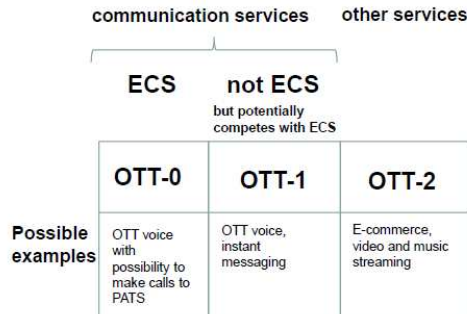 communication services other services
ECS not ECS
but potentially
competes with ECS
OTT-0 OTT-1 OTT-2
Possible
examples
OTT voice
with
possibility to
make calls to
PATS
OTT voice,
instant
messaging
E-commerce,
video and music
streaming